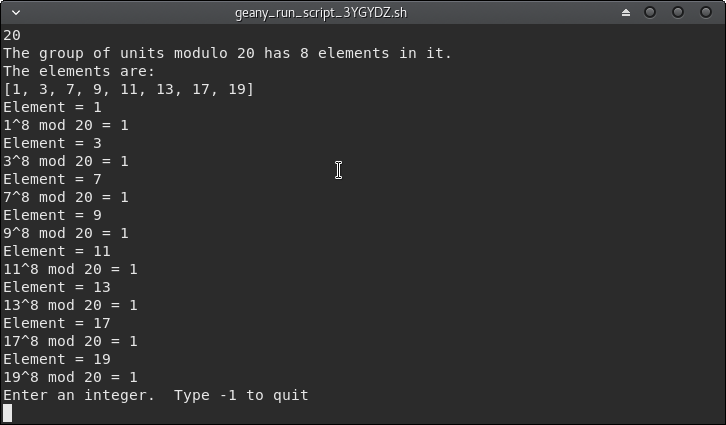 geany_run_script_3YGYDZ.sh
20
The group of units modulo 20 has 8 elements in it.
The elements are:
[1, 3, 7, 9, 11, 13, 17, 19]
Element = 1
1^8 mod 20 = 1
Element = 3
3^8 mod 20 = 1
Element = 7
7^8 mod 20 = 1
Element = 9
9^8 mod 20 = 1
Element = 11
11^8 mod 20 = 1
Element = 13
13^8 mod 20 = 1
Element = 17
17^8 mod 20 = 1
Element = 19
19^8 mod 20 = 1
Enter an integer.  Type -1 to quit